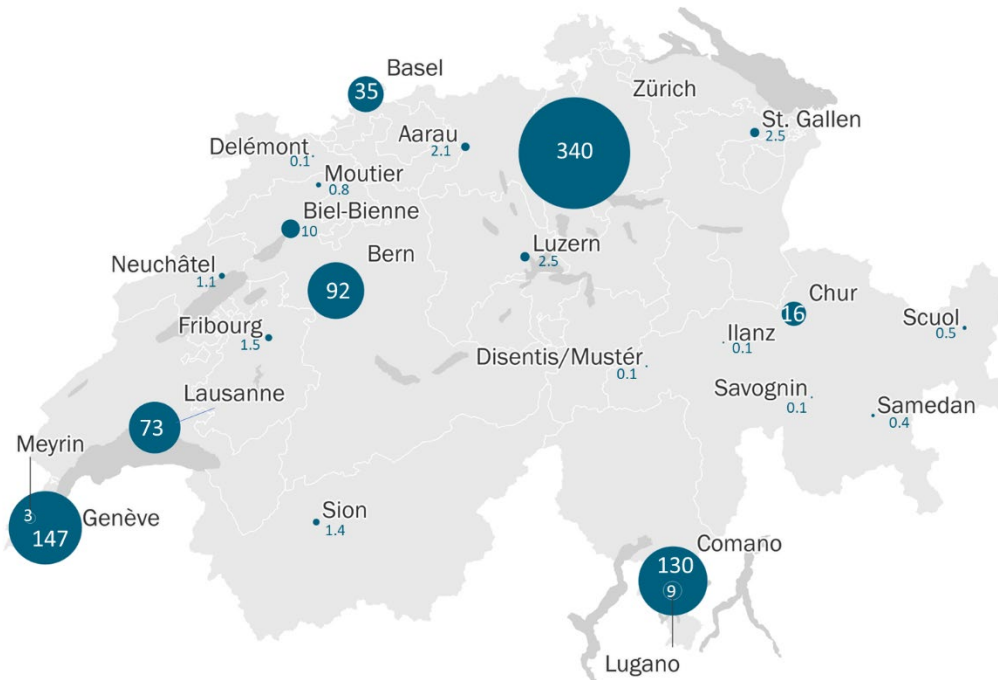 Basel
35
Zürich
340
St. Gallen
2.5
Aarau
2.1
Delémont
0.1
Moutier
0.8
Biel-Bienne
10
Bern
92
Luzern
2.5
Neuchâtel
1.1
Chur
16
Fribourg
1.5
Ilanz
0.1
Scuol
0.5
Disentis/Mustér
0.1
Savognin
0.1
Samedan
0.4
Lausanne
73
Meyrin
3
Genève
147
Sion
1.4
Comano
130
9
Lugano